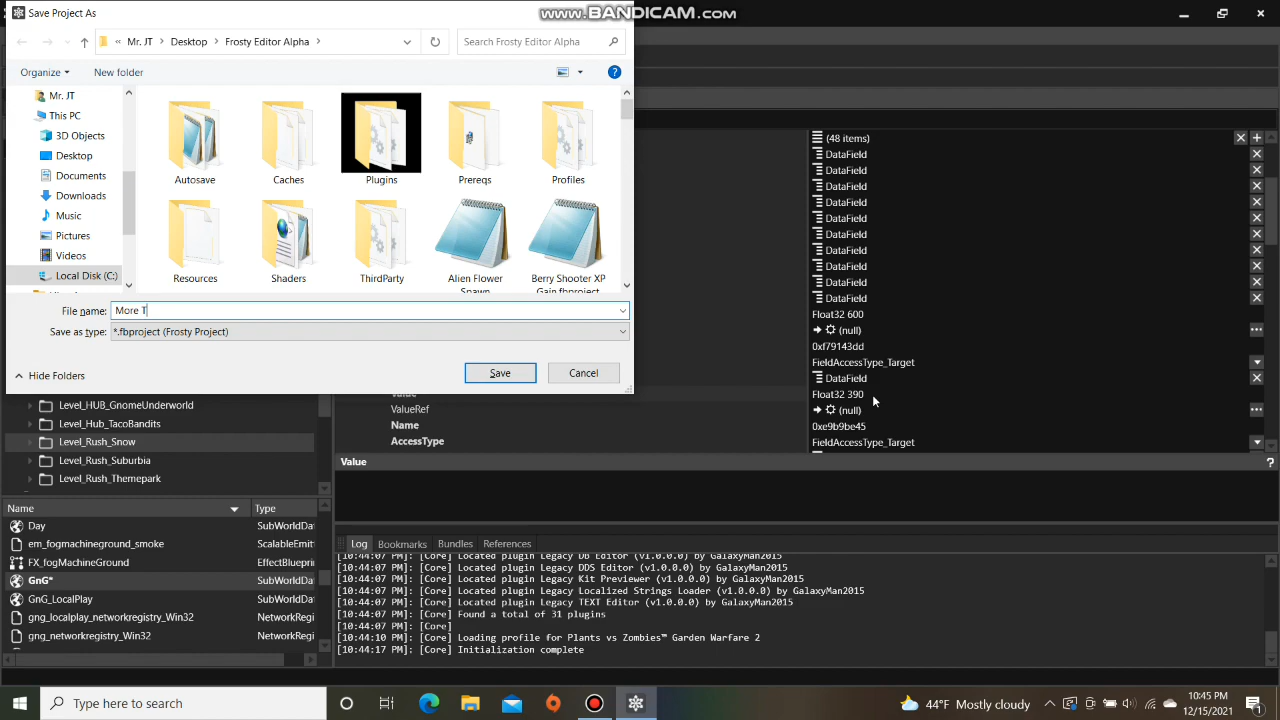 Save Project As
www.BANDICAM.com
« Mr. JT > Desktop > Frosty Editor Alpha >
Search Frosty Editor Alpha
Organize
New folder
Mr. JT
This PC
3D Objects
Desktop
Documents
Downloads
Music
Pictures
Videos
Local Disk (C:)
Autosave
Caches
Plugins
Prereqs
Profiles
Resources
Shaders
ThirdParty
Alien Flower
Spawn
Berry Shooter XP
Gain.fbproject
File name:
More T
Save as type:
*.fbproject (Frosty Project)
Hide Folders
Save
Cancel
(48 items)
DataField
DataField
DataField
DataField
DataField
DataField
DataField
DataField
DataField
DataField
Float32 600
(null)
0xf79143dd
FieldAccessType_Target
DataField
Float32 390
(null)
0xe9b9be45
FieldAccessType_Target
Value
ValueRef
Name
AccessType
Value
?
Level_HUB_GnomeUnderworld
Level_Hub_TacoBandits
Level_Rush_Snow
Level_Rush_Suburbia
Level_Rush_Themepark
Name
Type
Day
SubWorldDa
em_fogmachineground_smoke
ScalableEmit
FX_fogMachineGround
EffectBluepri
GnG*
SubWorldDa
GnG_LocalPlay
SubWorldDa
gng_localplay_networkregistry_Win32
NetworkRegi
gng_networkregistry_Win32
NetworkRegi
Log
Bookmarks
Bundles
References
[10:44:07 PM]: [Core] Located plugin Legacy DB Editor (v1.0.0.0) by GalaxyMan2015
[10:44:07 PM]: [Core] Located plugin Legacy DDS Editor (v1.0.0.0) by GalaxyMan2015
[10:44:07 PM]: [Core] Located plugin Legacy Kit Previewer (v1.0.0.0) by GalaxyMan2015
[10:44:07 PM]: [Core] Located plugin Legacy Localized Strings Loader (v1.0.0.0) by GalaxyMan2015
[10:44:07 PM]: [Core] Located plugin Legacy TEXT Editor (v1.0.0.0) by GalaxyMan2015
[10:44:07 PM]: [Core] Found a total of 31 plugins
[10:44:07 PM]: [Core]
[10:44:10 PM]: [Core] Loading profile for Plants vs Zombies™ Garden Warfare 2
[10:44:17 PM]: [Core] Initialization complete
Type here to search
44°F Mostly cloudy
10:45 PM
12/15/2021
1